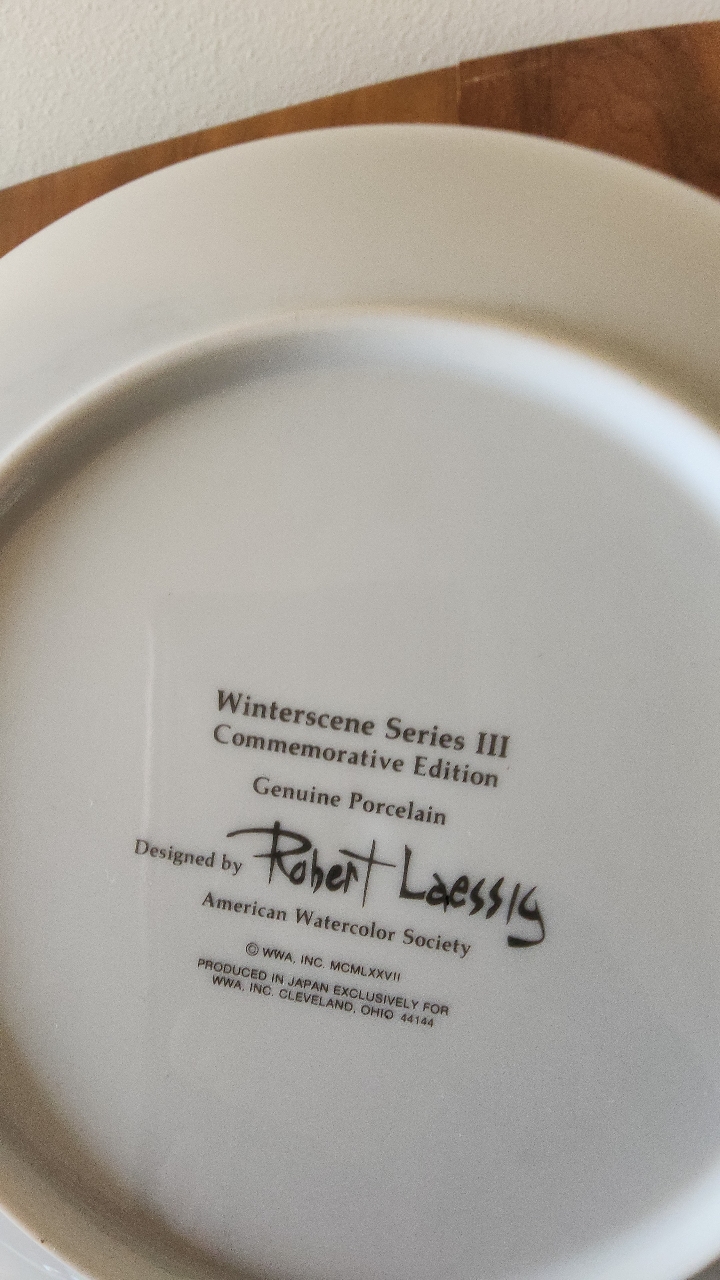 Winterscene Series III
Commemorative Edition
Genuine Porcelain
Designed by Robert Laessig
American Watercolor Society
© WWA, INC. MCMLXXVII
PRODUCED IN JAPAN EXCLUSIVELY FOR
WWA, INC. CLEVELAND, OHIO 44144